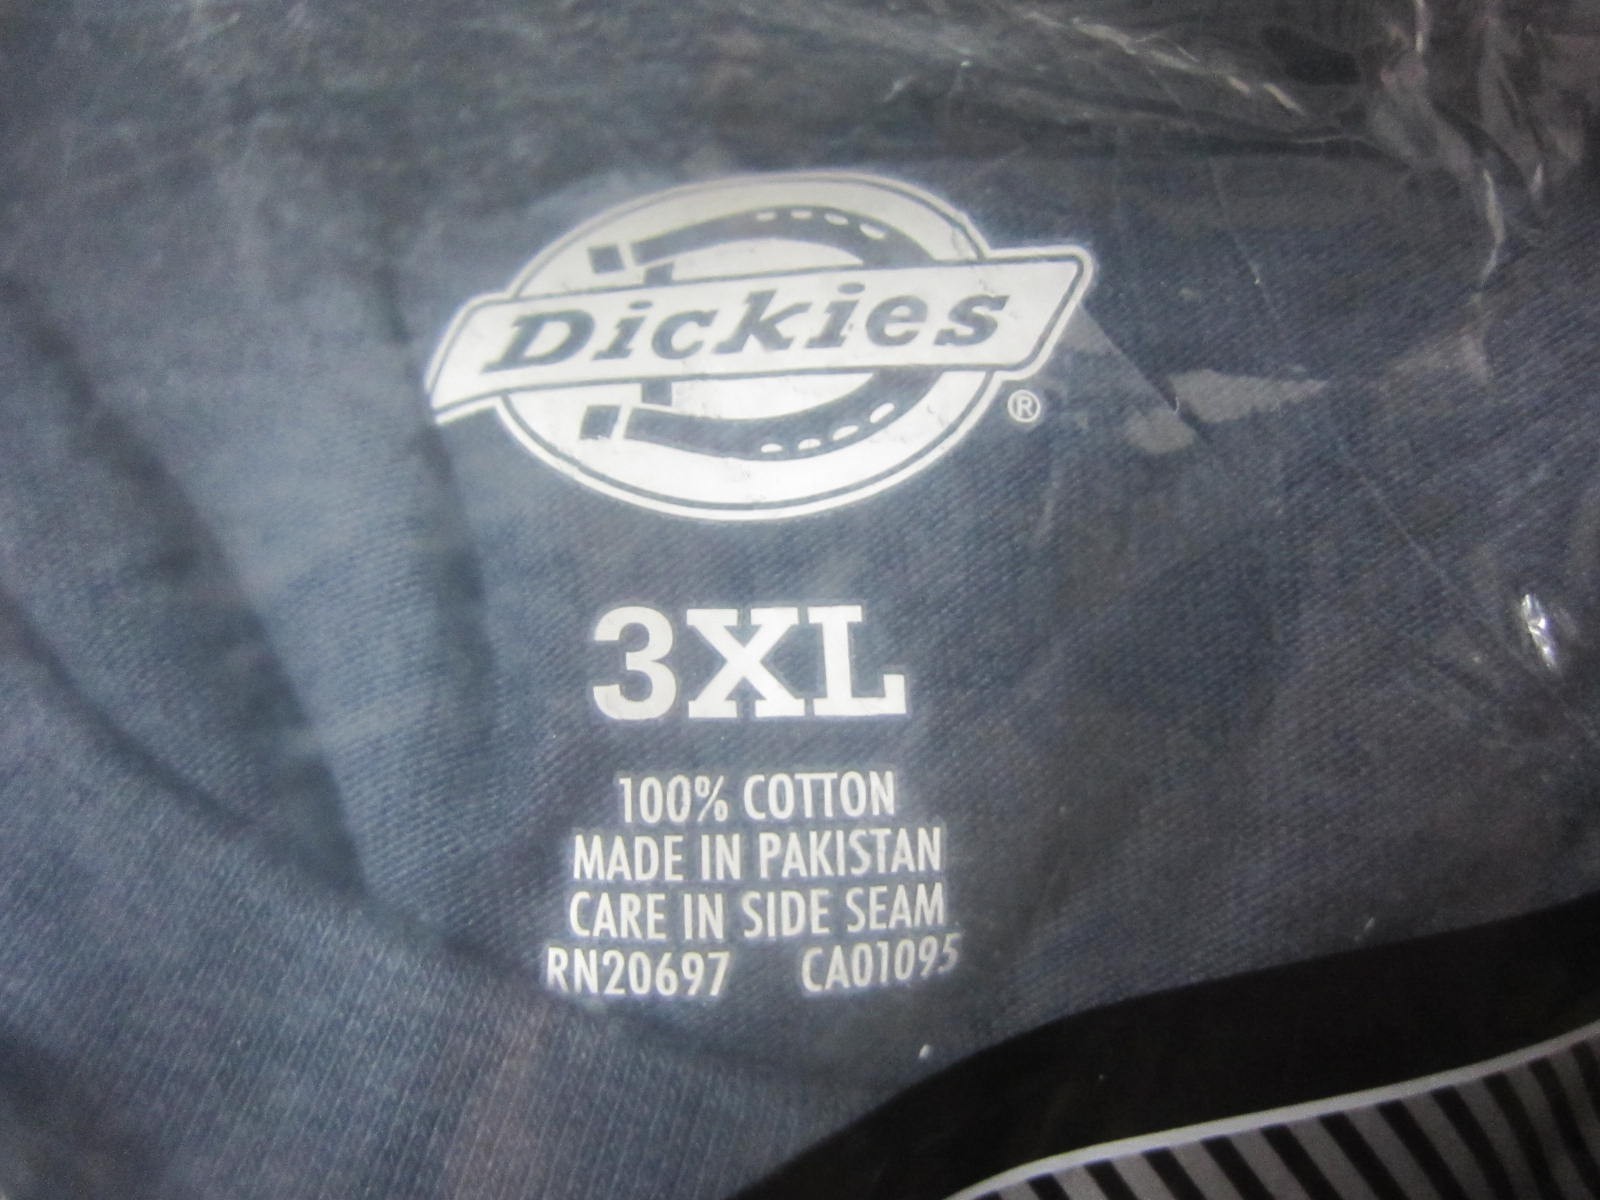 Dickies
®
3XL
100% COTTON
MADE IN PAKISTAN
CARE IN SIDE SEAM
RN20697 CA01095